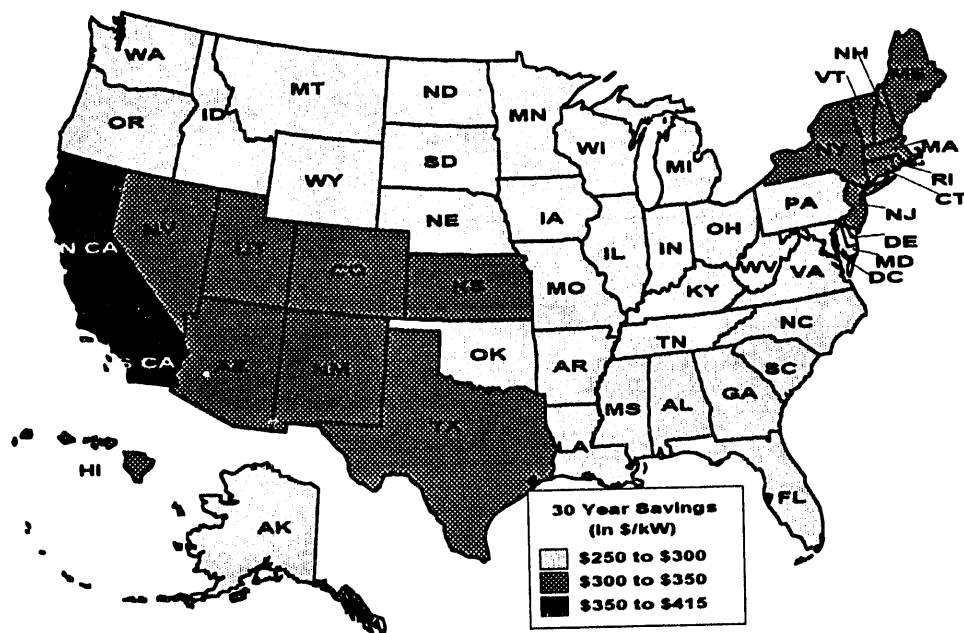 WA
MT
ND
MN
NH
VT
ME
OR
ID
SD
WI
MI
NY
MA
RI
CT
WY
NE
IA
PA
NJ
N CA
NV
UT
CO
KS
IL
IN
OH
DE
MD
DC
MO
WV
VA
KY
NC
TN
S CA
AZ
NM
OK
AR
SC
TX
MS
AL
GA
LA
HI
AK
FL
30 Year Savings
(in $/kW)
$250 to $300
$300 to $350
$350 to $415